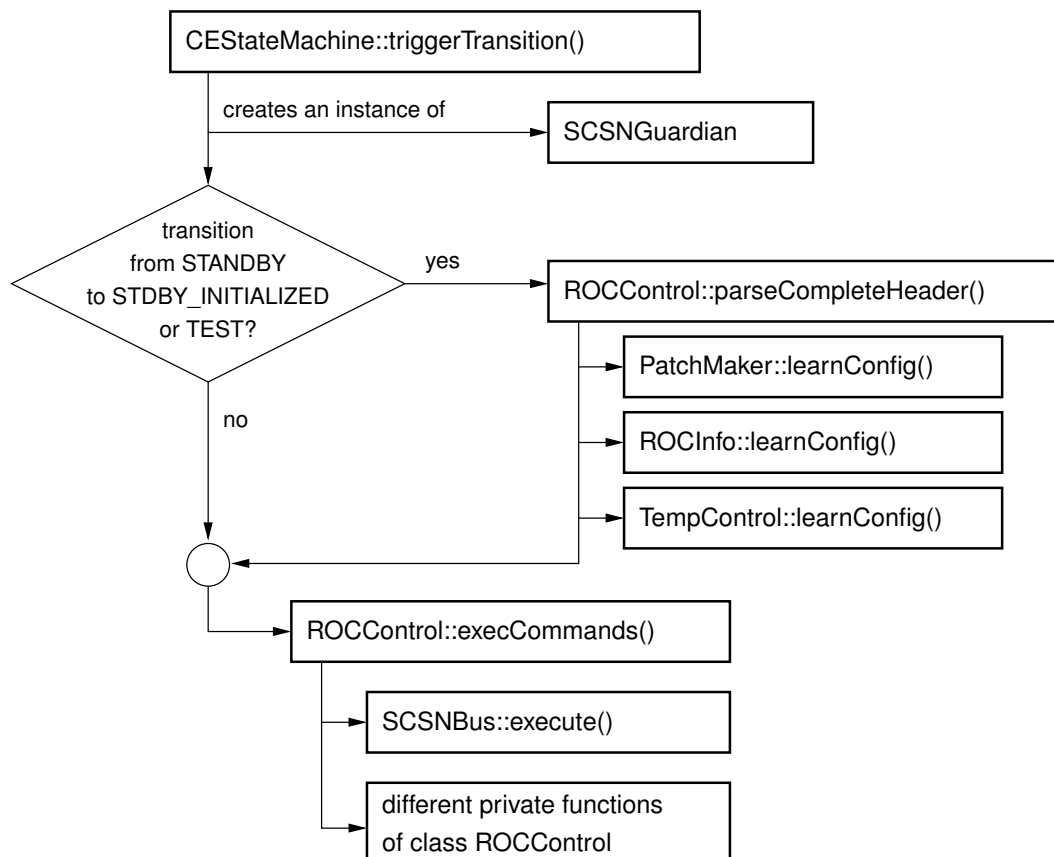 CEStateMachine::triggerTransition()
creates an instance of
SCSNGuardian
transition
from STANDBY
to STDBY_INITIALIZED
or TEST?
yes
ROCControl::parseCompleteHeader()
PatchMaker::learnConfig()
no
ROCInfo::learnConfig()
TempControl::learnConfig()
ROCControl::execCommands()
SCSNBus::execute()
different private functions
of class ROCControl